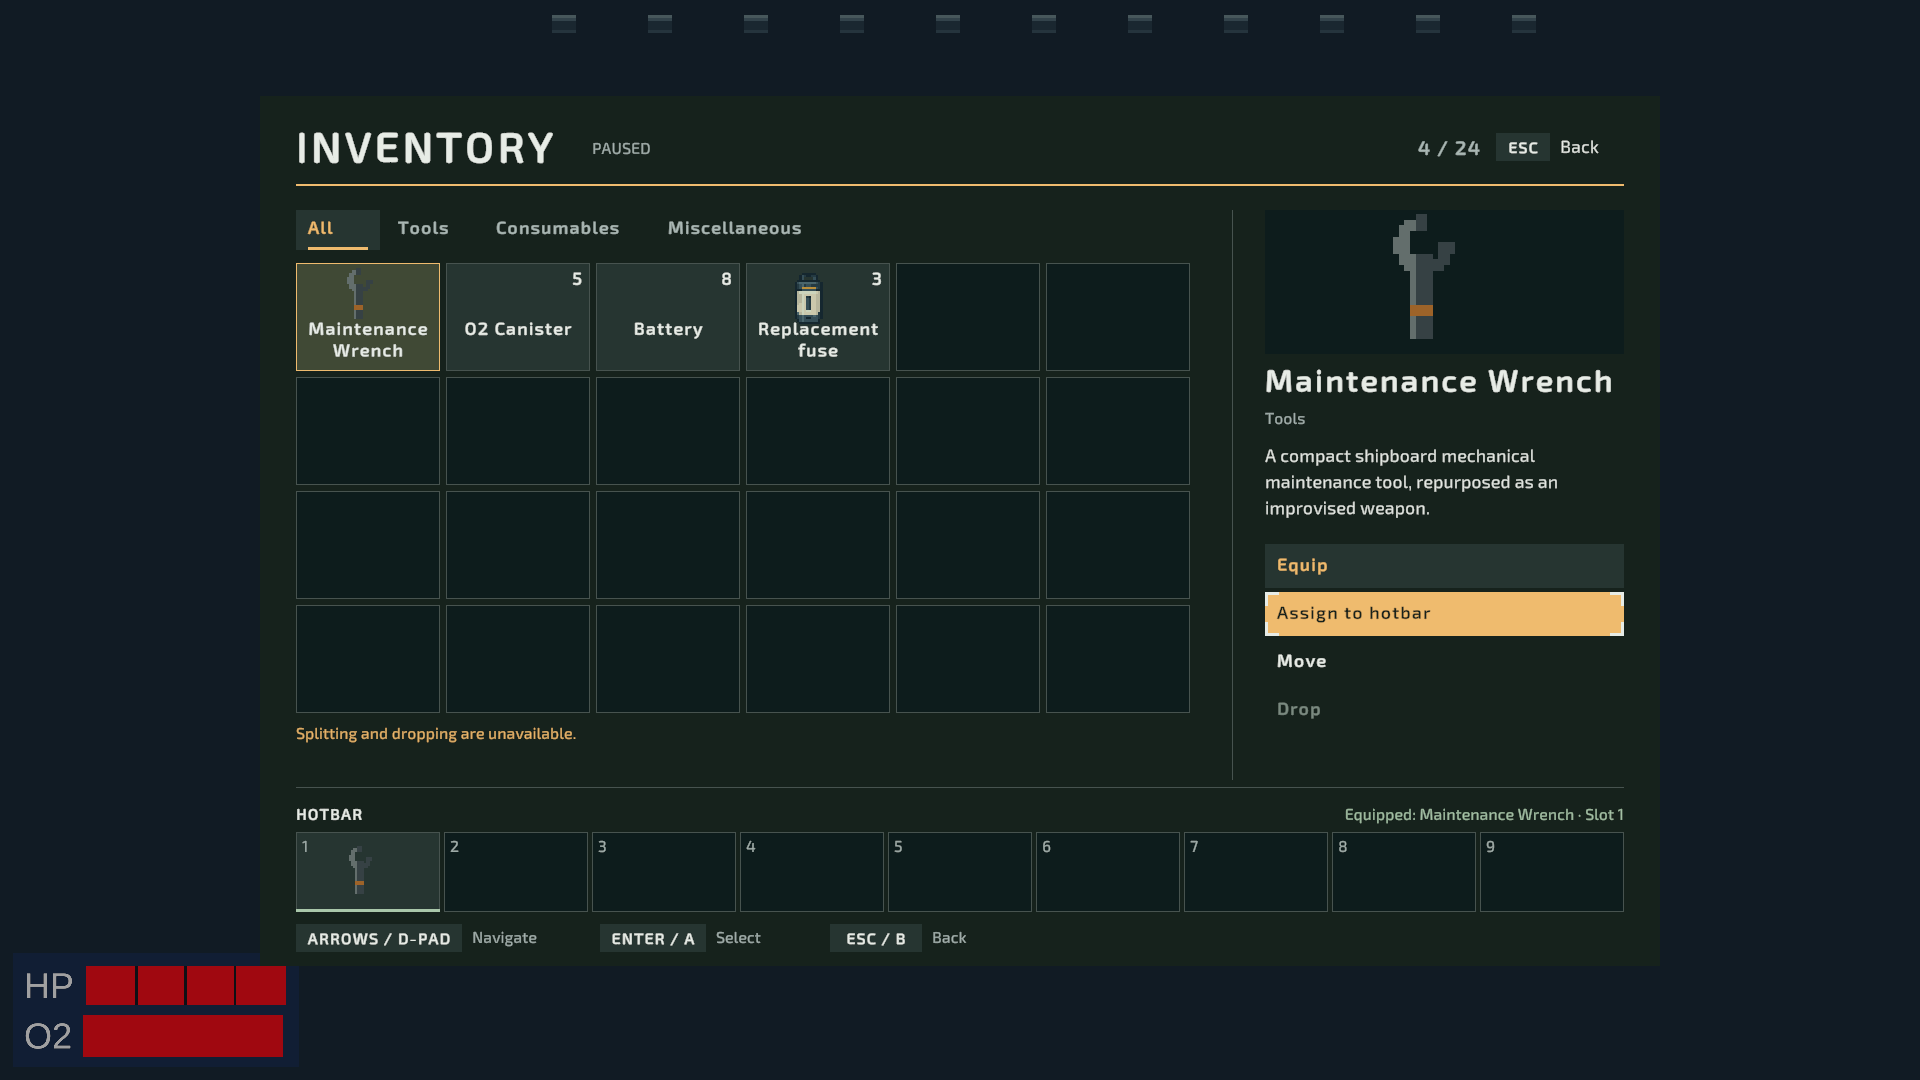 INVENTORY PAUSED 4 / 24 ESC Back
All Tools Consumables Miscellaneous
5 8 3
Maintenance
Wrench
O2 Canister
Battery
Replacement
fuse
Splitting and dropping are unavailable.
Maintenance Wrench
Tools
A compact shipboard mechanical
maintenance tool, repurposed as an
improvised weapon.
Equip
Assign to hotbar
Move
Drop
HOTBAR Equipped: Maintenance Wrench · Slot 1
1 2 3 4 5 6 7 8 9
ARROWS / D-PAD Navigate ENTER / A Select ESC / B Back
HP
O2